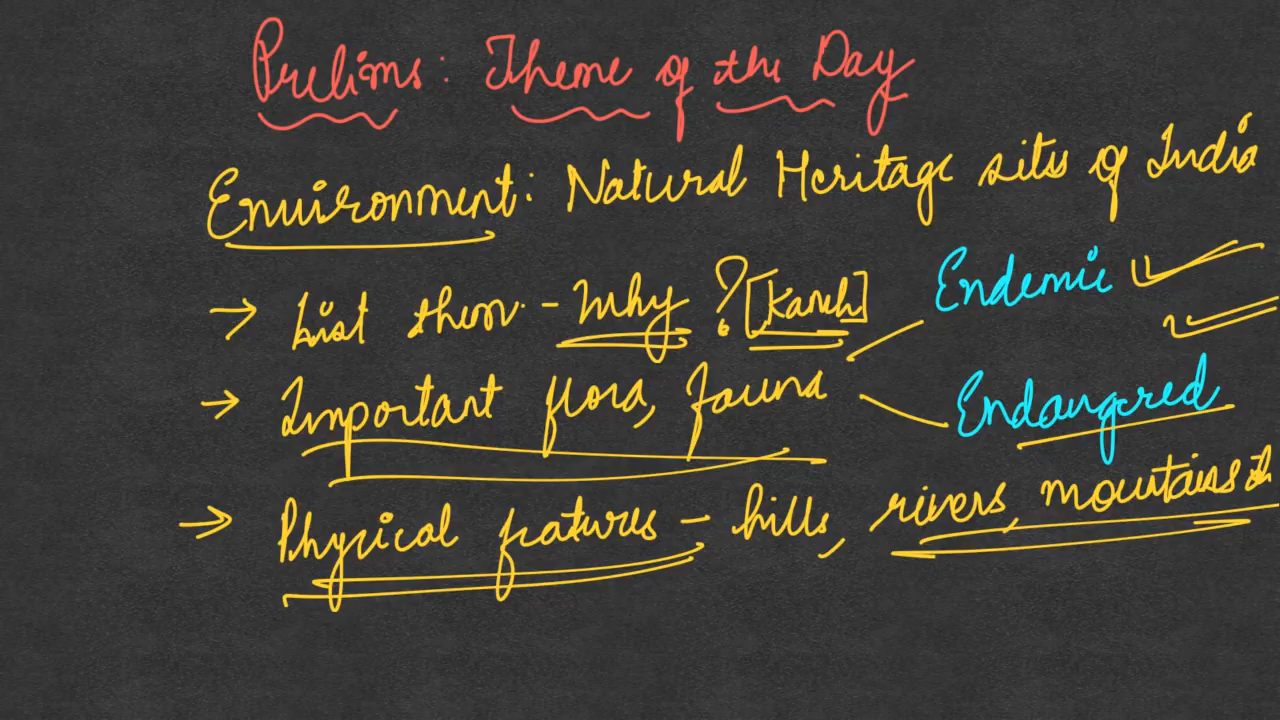 Prelims: Theme of the Day
Environment: Natural Heritage sites of India
→ List them - Why? [Kanch]
Endemic
→ Important flora, fauna
Endangered
→ Physical features - hills, rivers, mountains